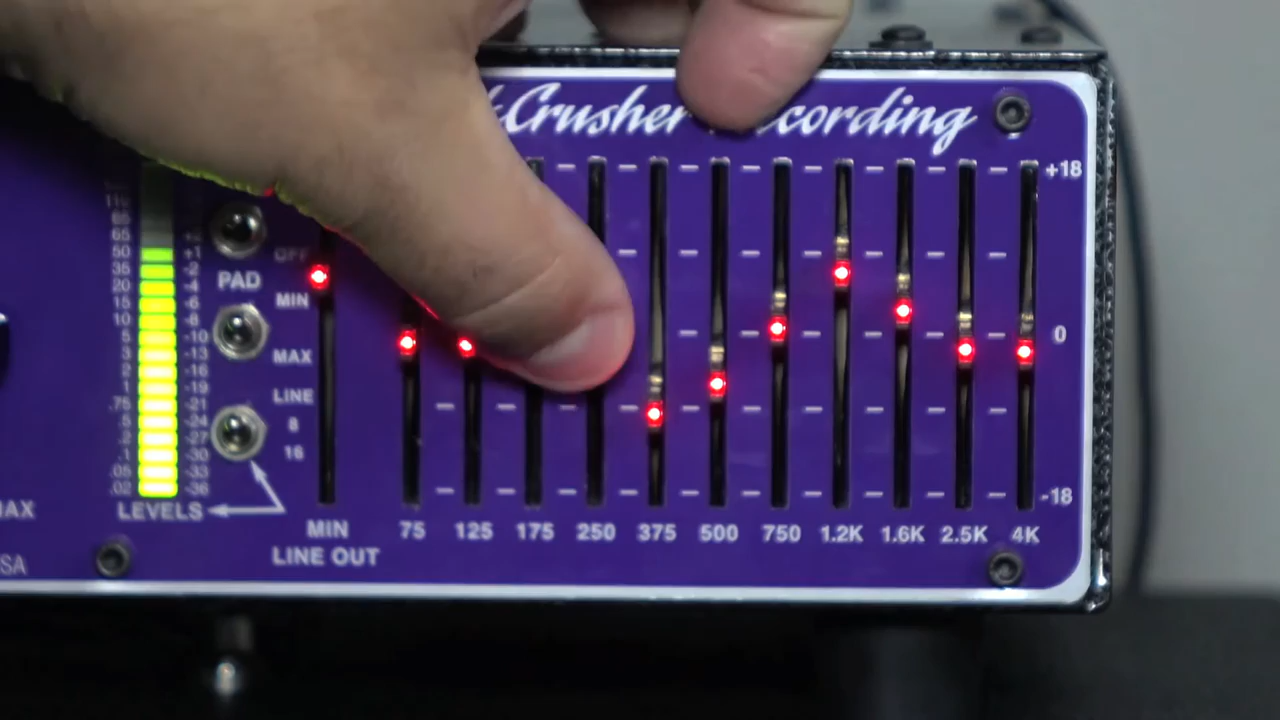 Crusher cording
+18
110
85
65
50 +1
35 -2
20 -4
15 -6
10 -8
5 -10
3 -13
2 -16
1 -19
.75 -21
.5 -24
.2 -27
.1 -30
.05 -33
.02 -36
OFF
PAD
MIN
MAX
LINE
8
16
0
-18
LEVELS
MAX
SA
MIN
LINE OUT
75 125 175 250 375 500 750 1.2K 1.6K 2.5K 4K